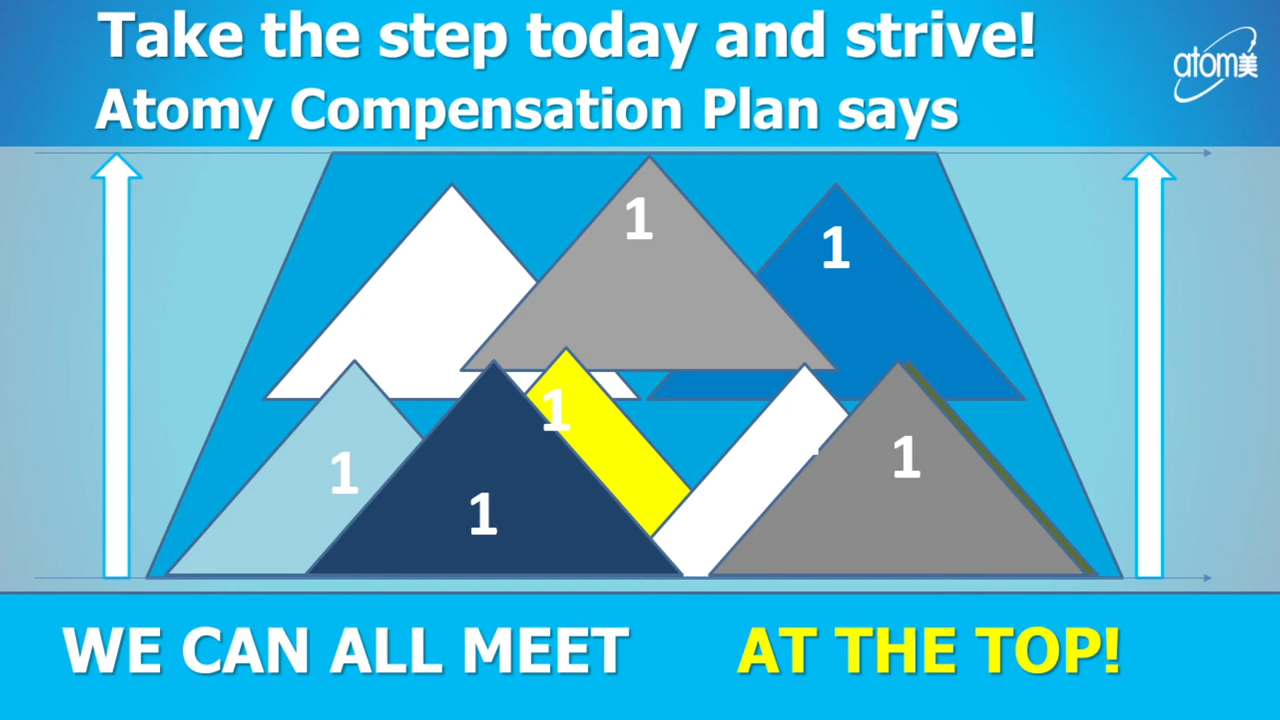 Take the step today and strive!
Atomy Compensation Plan says
atom美
1
1
1
1
1
1
WE CAN ALL MEET AT THE TOP!